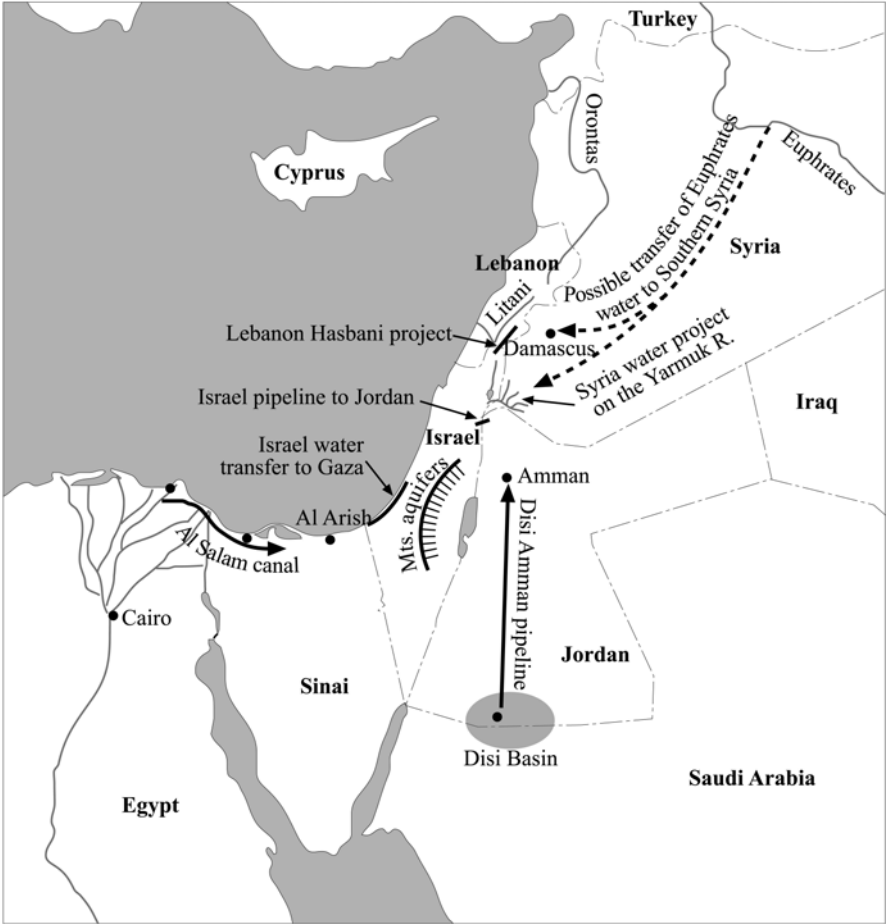 Turkey
Orontas
Euphrates
Cyprus
Possible transfer of Euphrates
water to Southern Syria
Syria
Lebanon
Litani
Lebanon Hasbani project
Damascus
Syria water project
on the Yarmuk R.
Israel pipeline to Jordan
Iraq
Israel
Israel water
transfer to Gaza
Mts. aquifers
Amman
Al Arish
Al Salam canal
Disi Amman pipeline
Cairo
Jordan
Sinai
Disi Basin
Saudi Arabia
Egypt